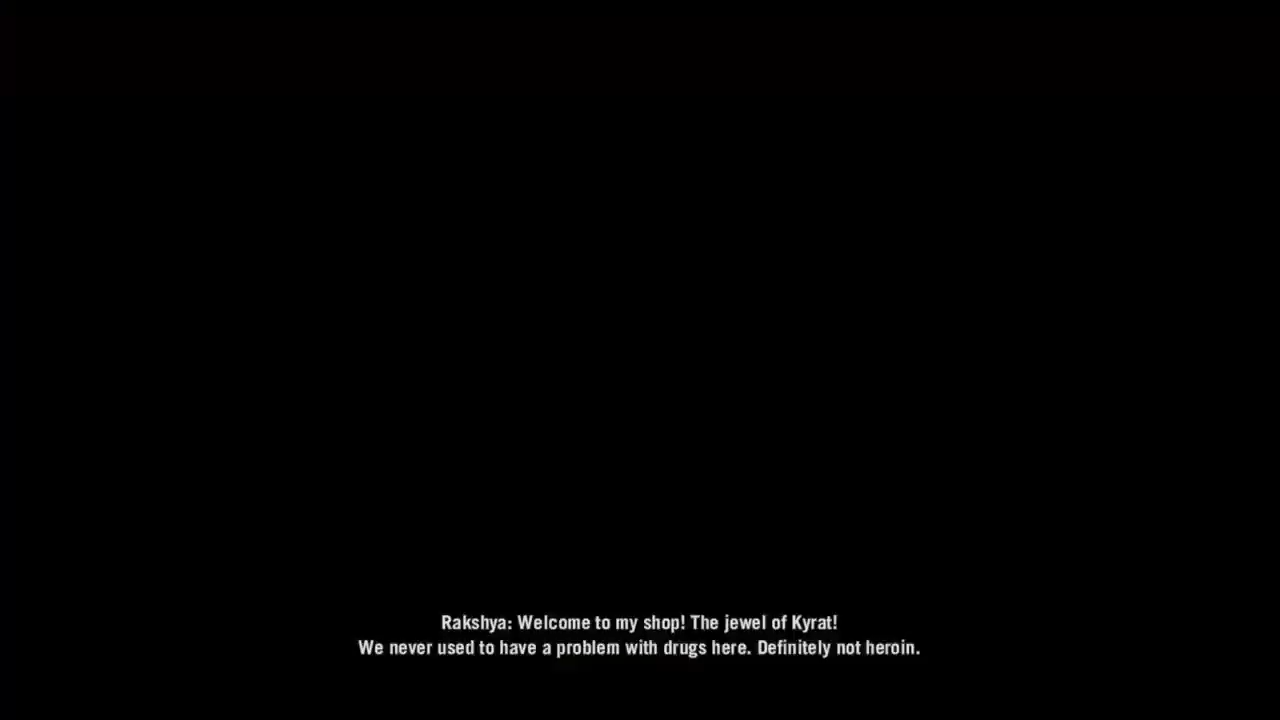 Rakshya: Welcome to my shop! The jewel of Kyrat!
We never used to have a problem with drugs here. Definitely not heroin.